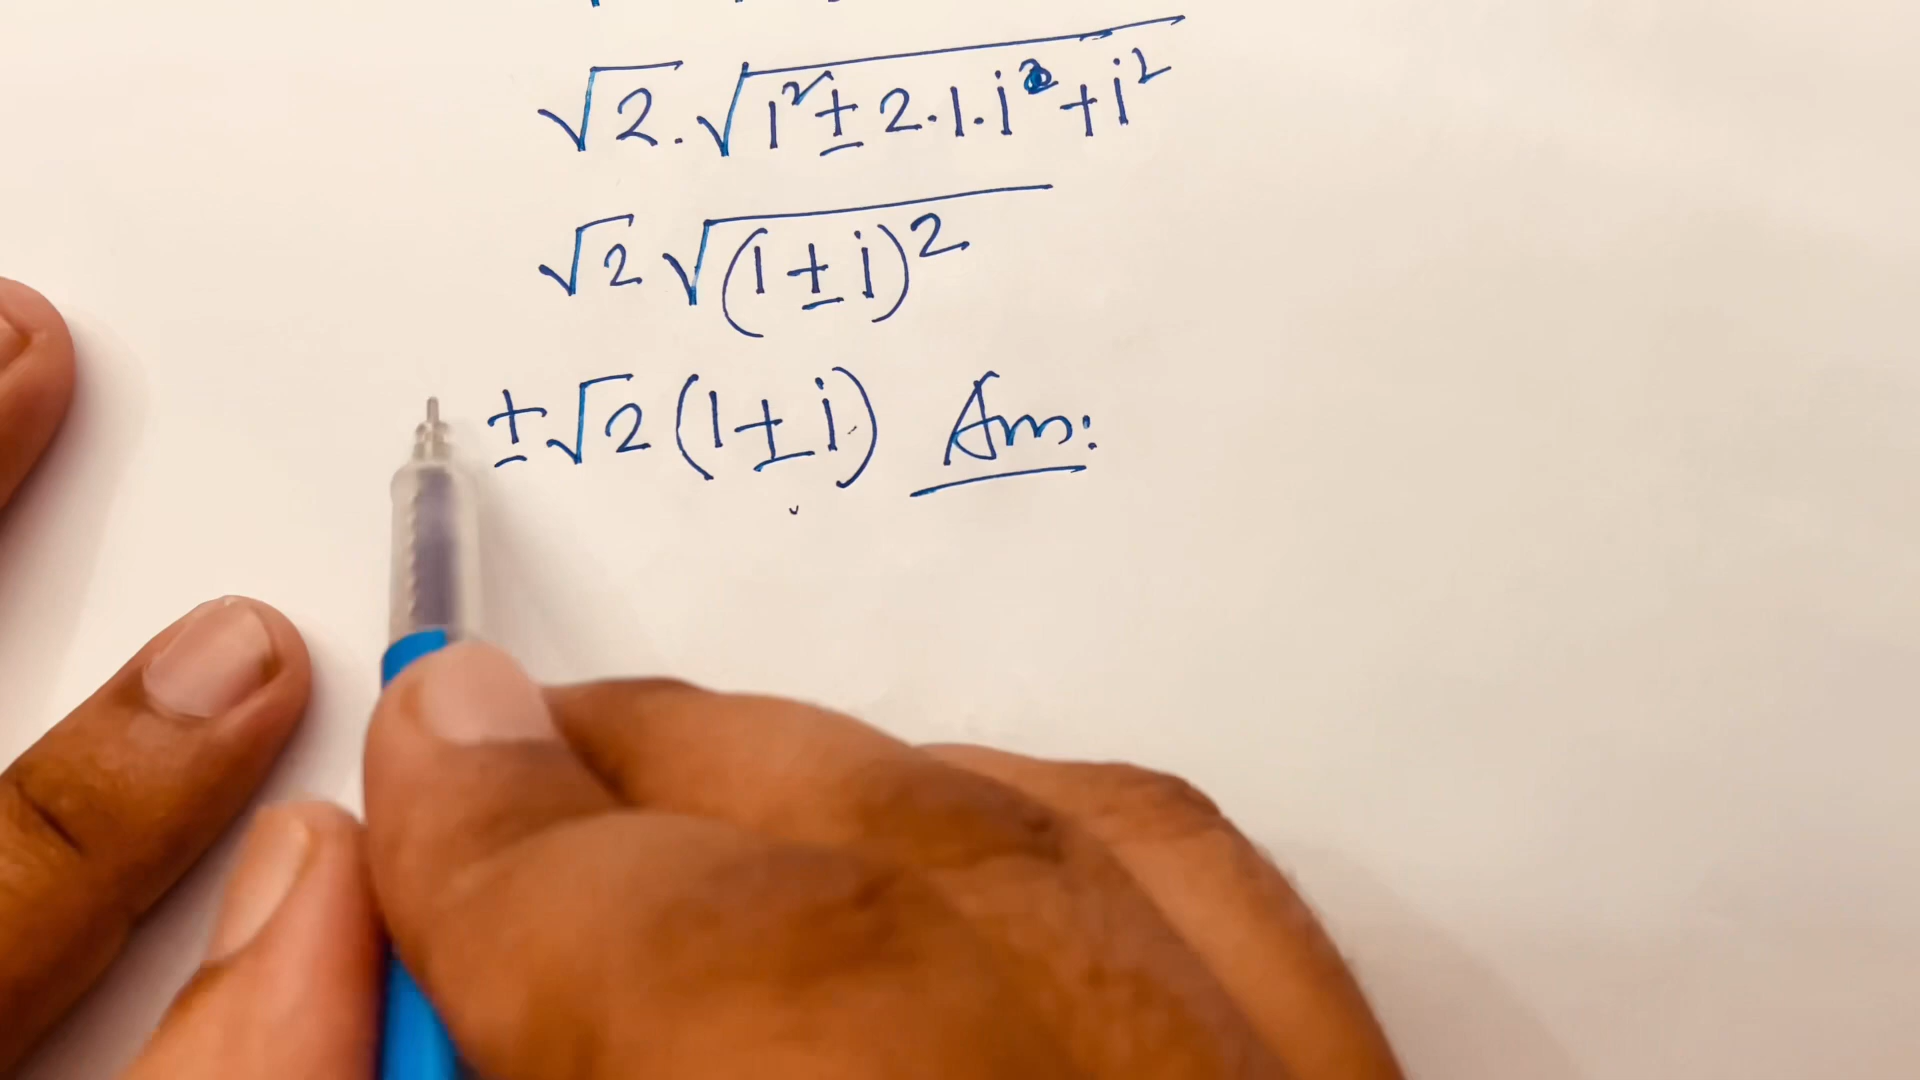 √2.√1²±2.1.i+i²
√2√(1±i)²
±√2(1±i) Ans: